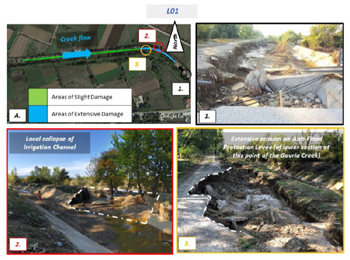 L01
Creek flow
North
2.
3.
1.
Areas of Slight Damage
Areas of Extensive Damage
A.
Google Earth
1.
Local collapse of
Irrigation Channel
2.
Extensive erosion on Anti-Flood
Protection Levee (of lower section at
this point of the Gavria Creek)
3.